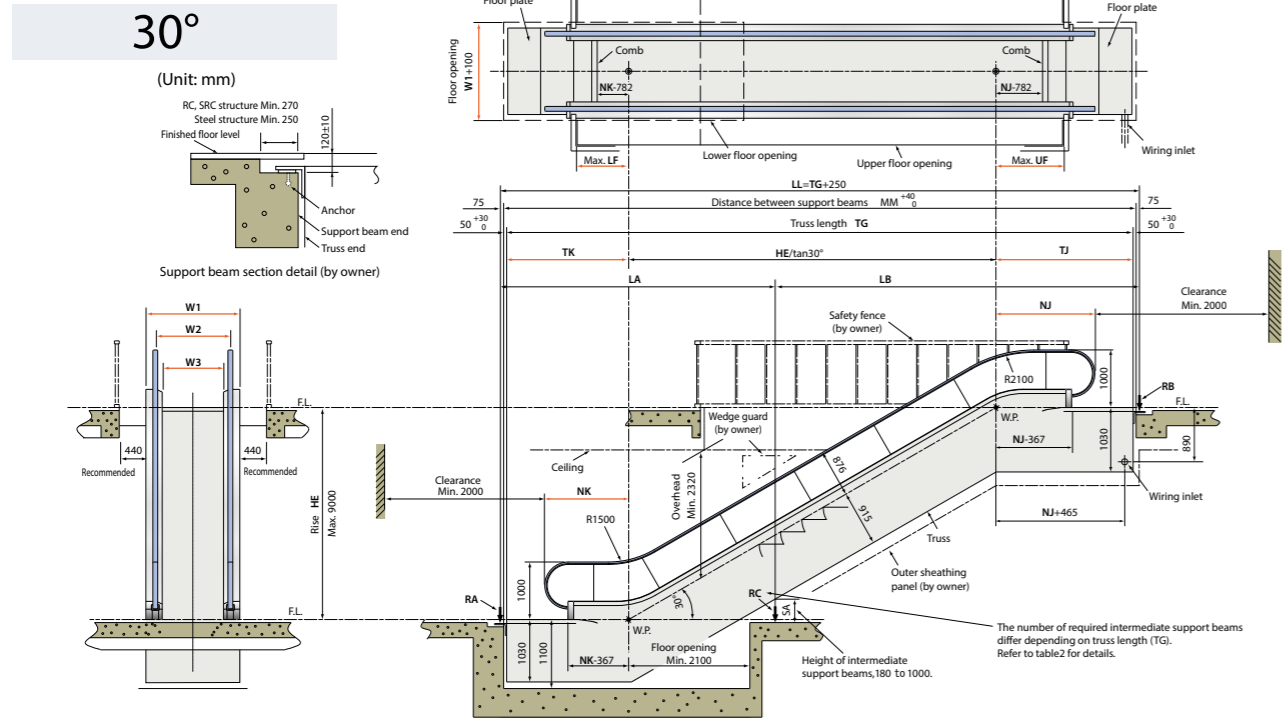 30°
(Unit: mm)
RC, SRC structure Min. 270
Steel structure Min. 250
Finished floor level
120±10
Anchor
Support beam end
Truss end
Support beam section detail (by owner)
Floor plate
Floor plate
Floor opening
W1+100
Comb
Comb
NK-782
NJ-782
Wiring inlet
Max. LF
Lower floor opening
Upper floor opening
Max. UF
LL=TG+250
75
Distance between support beams MM +40 0
75
50 +30 0
Truss length TG
50 +30 0
TK
HE/tan30°
TJ
LA
LB
Clearance
Min. 2000
NJ
Safety fence
(by owner)
R2100
1000
RB
F.L.
W.P.
NJ-367
1030
890
Wiring inlet
NJ+465
W1
W2
W3
F.L.
440
440
Recommended
Recommended
Rise HE
Max. 9000
F.L.
Clearance
Min. 2000
Ceiling
Wedge guard
(by owner)
Overhead
Min. 2320
NK
R1500
876
915
Truss
Outer sheathing
panel (by owner)
1000
RA
30°
RC
SA
W.P.
1030
1100
NK-367
Floor opening
Min. 2100
Height of intermediate
support beams,180 to 1000.
The number of required intermediate support beams
differ depending on truss length (TG).
Refer to table2 for details.